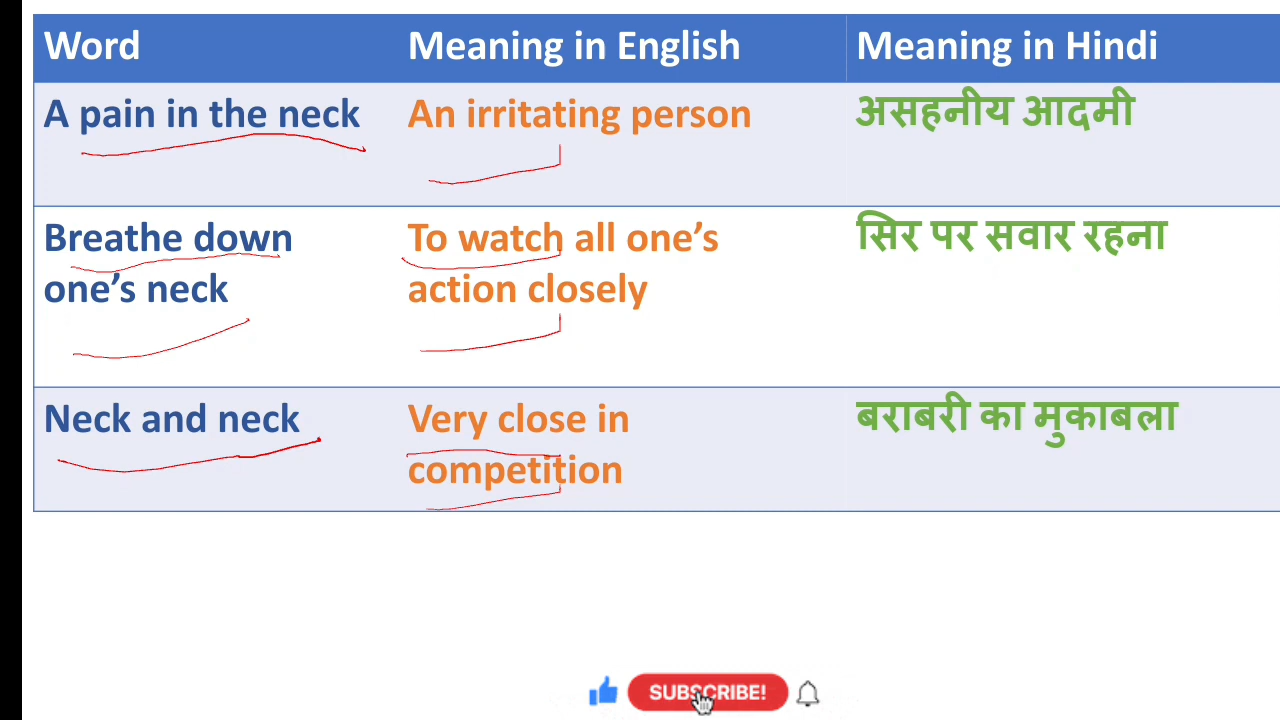 Word Meaning in English Meaning in Hindi
A pain in the neck An irritating person असहनीय आदमी
Breathe down To watch all one's सिर पर सवार रहना
one's neck action closely
Neck and neck Very close in बराबरी का मुकाबला
competition
SUBSCRIBE!